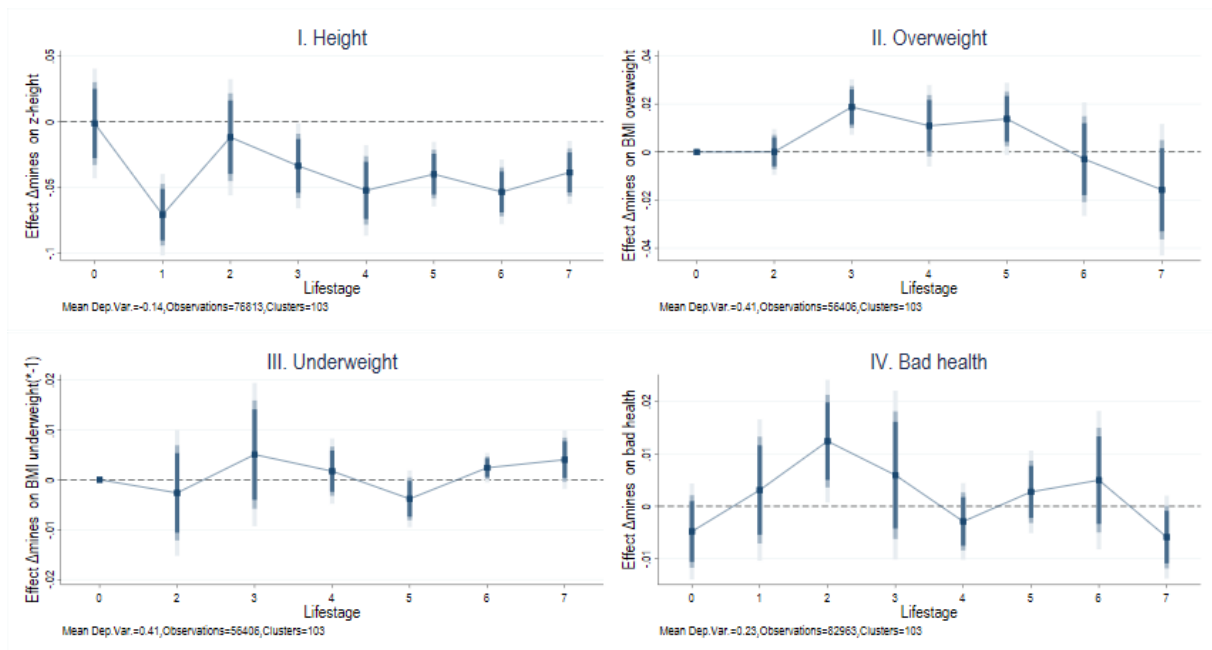 I. Height
Effect Δmines on z-height
.05
0
-.05
-.1
0 1 2 3 4 5 6 7
Lifestage
Mean Dep.Var.=-0.14,Observations=76813,Clusters=103
II. Overweight
Effect Δmines on BMI overweight
.04
.02
0
-.02
-.04
0 2 3 4 5 6 7
Lifestage
Mean Dep.Var.=0.41,Observations=56406,Clusters=103
III. Underweight
Effect Δmines on BMI underweight(*-1)
.02
.01
0
-.01
-.02
0 2 3 4 5 6 7
Lifestage
Mean Dep.Var.=0.41,Observations=56406,Clusters=103
IV. Bad health
Effect Δmines on bad health
.02
.01
0
-.01
0 1 2 3 4 5 6 7
Lifestage
Mean Dep.Var.=0.23,Observations=82963,Clusters=103